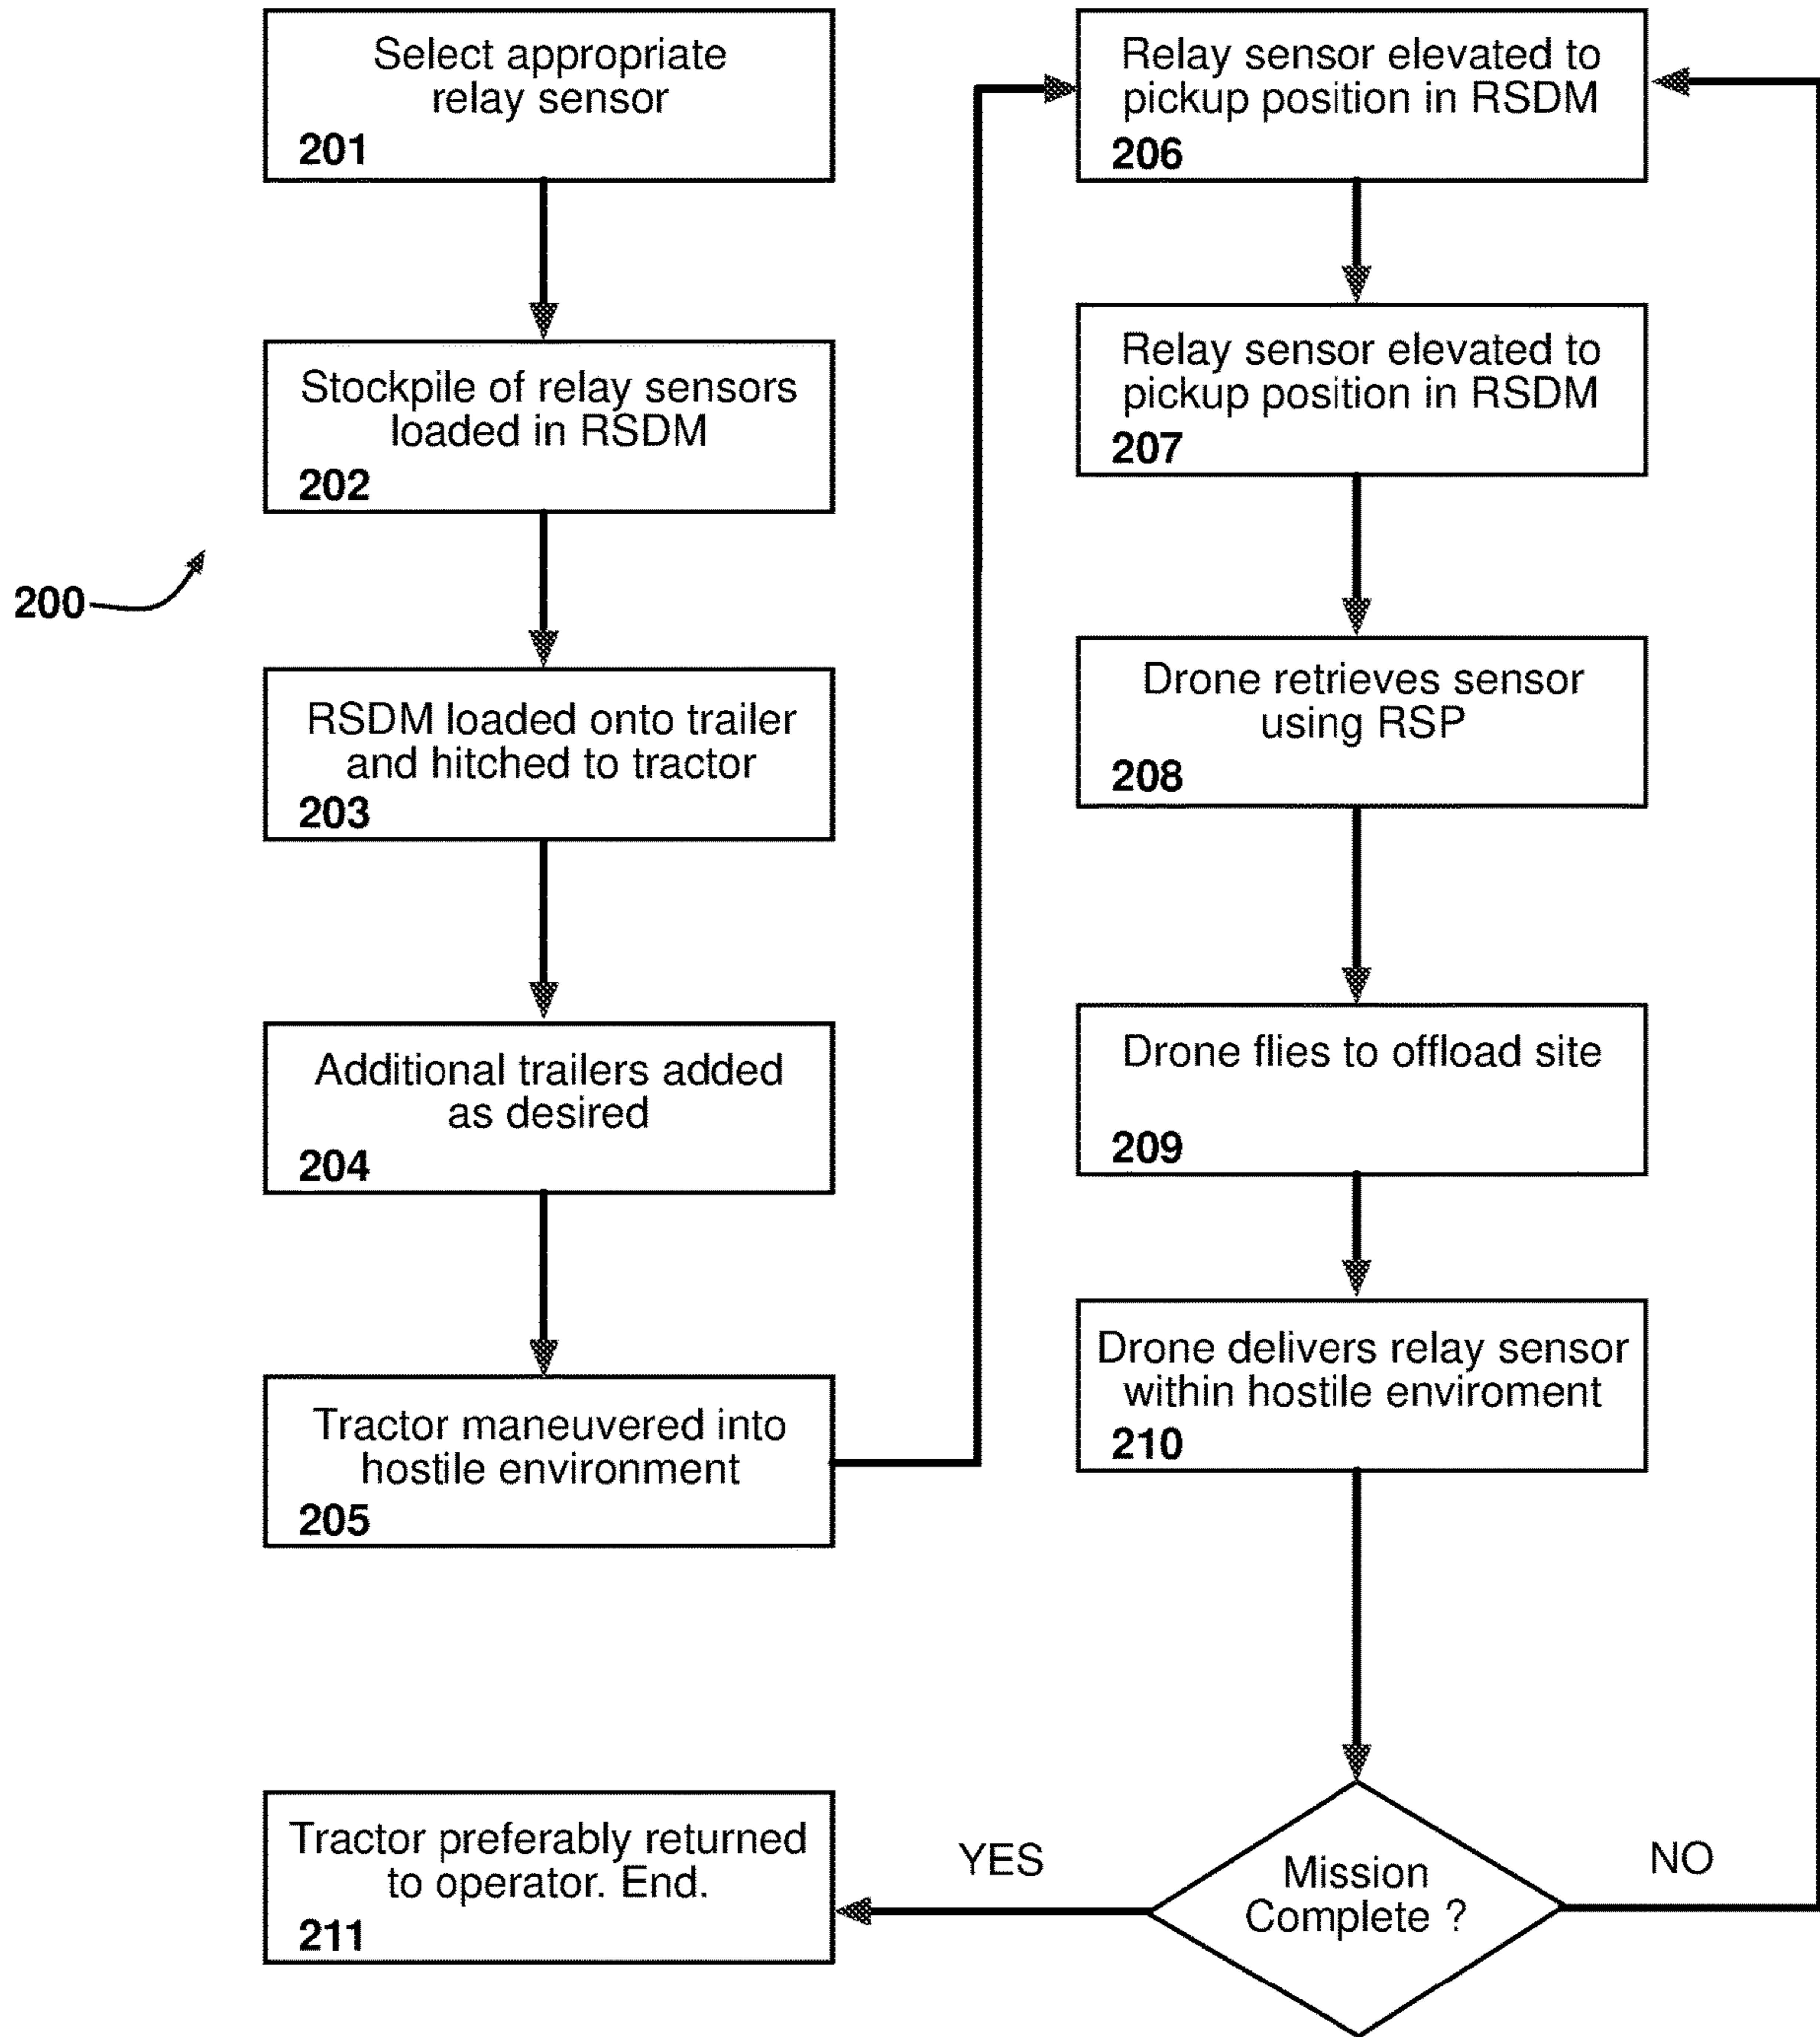 Select appropriate
relay sensor
201
Stockpile of relay sensors
loaded in RSDM
202
200
RSDM loaded onto trailer
and hitched to tractor
203
Additional trailers added
as desired
204
Tractor maneuvered into
hostile environment
205
Relay sensor elevated to
pickup position in RSDM
206
Relay sensor elevated to
pickup position in RSDM
207
Drone retrieves sensor
using RSP
208
Drone flies to offload site
209
Drone delivers relay sensor
within hostile enviroment
210
Mission
Complete ?
YES
NO
Tractor preferably returned
to operator. End.
211